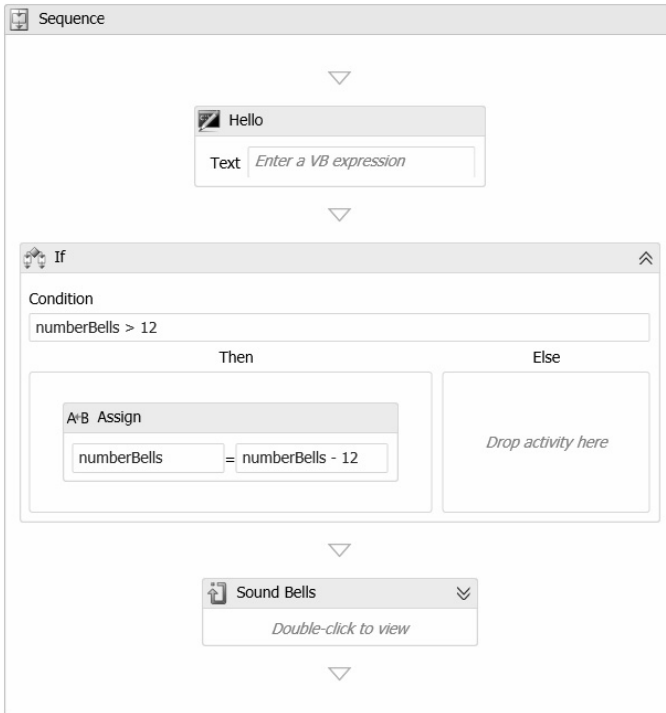 Sequence
Hello
Text Enter a VB expression
If
Condition
numberBells > 12
Then Else
A+B Assign
numberBells = numberBells - 12
Drop activity here
Sound Bells
Double-click to view